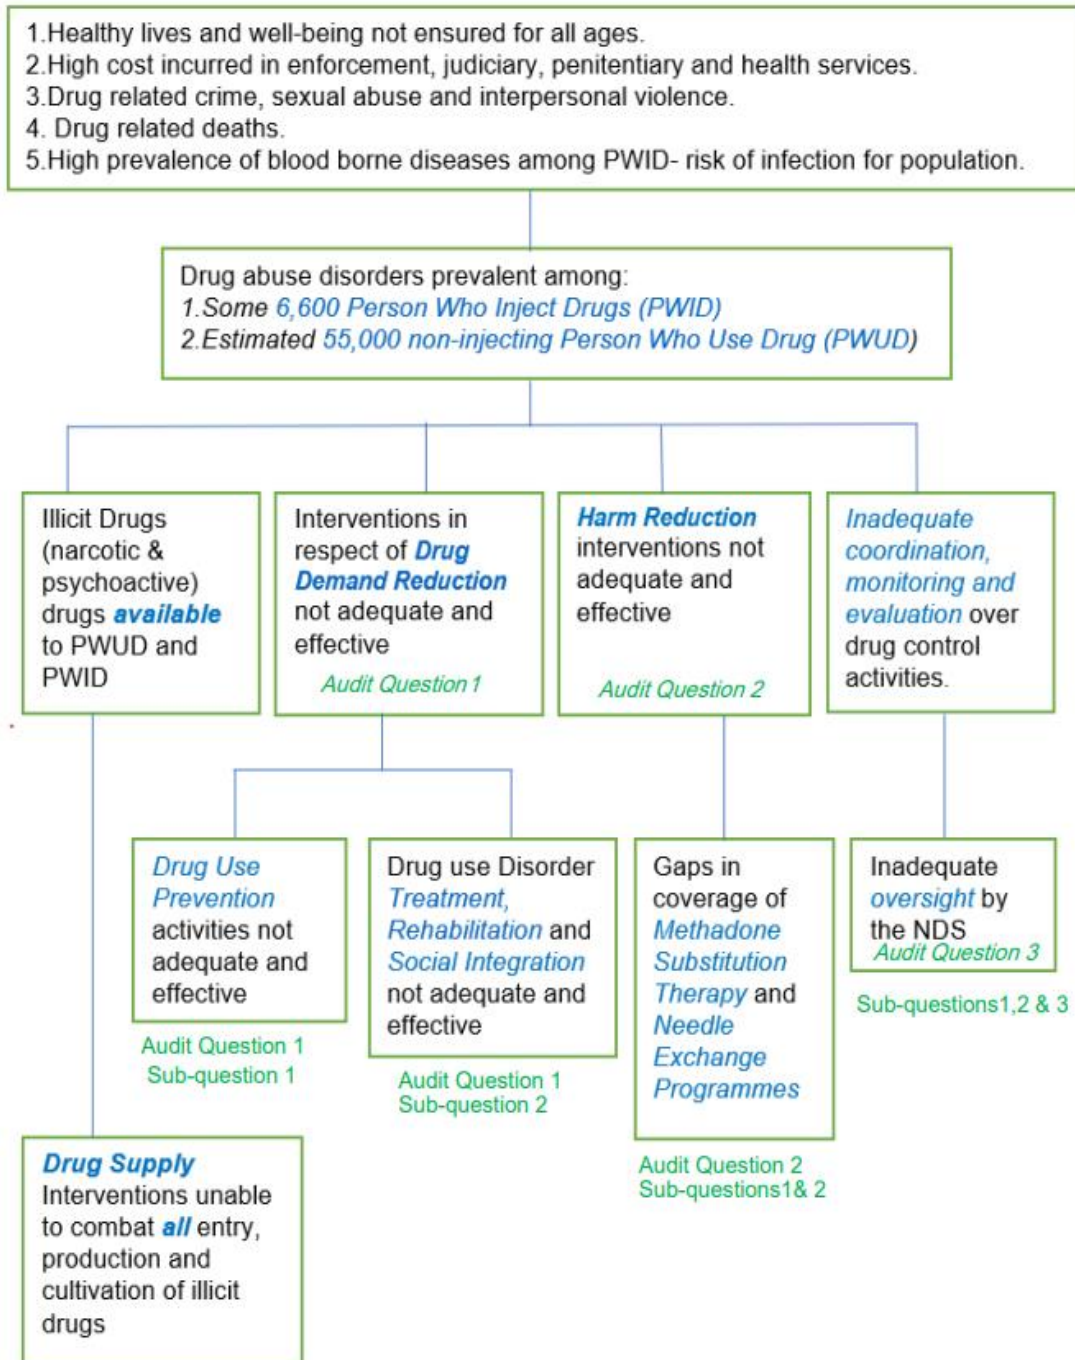 1.Healthy lives and well-being not ensured for all ages.
2.High cost incurred in enforcement, judiciary, penitentiary and health services.
3.Drug related crime, sexual abuse and interpersonal violence.
4. Drug related deaths.
5.High prevalence of blood borne diseases among PWID- risk of infection for population.
Drug abuse disorders prevalent among:
1.Some 6,600 Person Who Inject Drugs (PWID)
2.Estimated 55,000 non-injecting Person Who Use Drug (PWUD)
Illicit Drugs
(narcotic &
psychoactive)
drugs available
to PWUD and
PWID
Interventions in
respect of Drug
Demand Reduction
not adequate and
effective
Audit Question 1
Harm Reduction
interventions not
adequate and
effective
Audit Question 2
Inadequate
coordination,
monitoring and
evaluation over
drug control
activities.
Drug Use
Prevention
activities not
adequate and
effective
Audit Question 1
Sub-question 1
Drug use Disorder
Treatment,
Rehabilitation and
Social Integration
not adequate and
effective
Audit Question 1
Sub-question 2
Gaps in
coverage of
Methadone
Substitution
Therapy and
Needle
Exchange
Programmes
Audit Question 2
Sub-questions1& 2
Inadequate
oversight by
the NDS
Audit Question 3
Sub-questions1,2 & 3
Drug Supply
Interventions unable
to combat all entry,
production and
cultivation of illicit
drugs